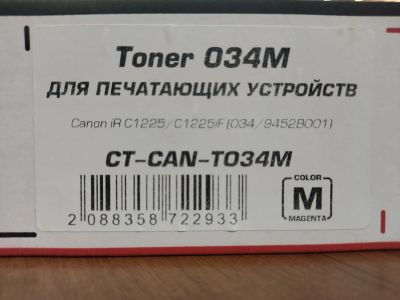 Toner 034M
ДЛЯ ПЕЧАТАЮЩИХ УСТРОЙСТВ
Canon iR C1225/C1225iF(034/9452B001)
CT-CAN-T034M
COLOR
M
MAGENTA
2 088358 722933